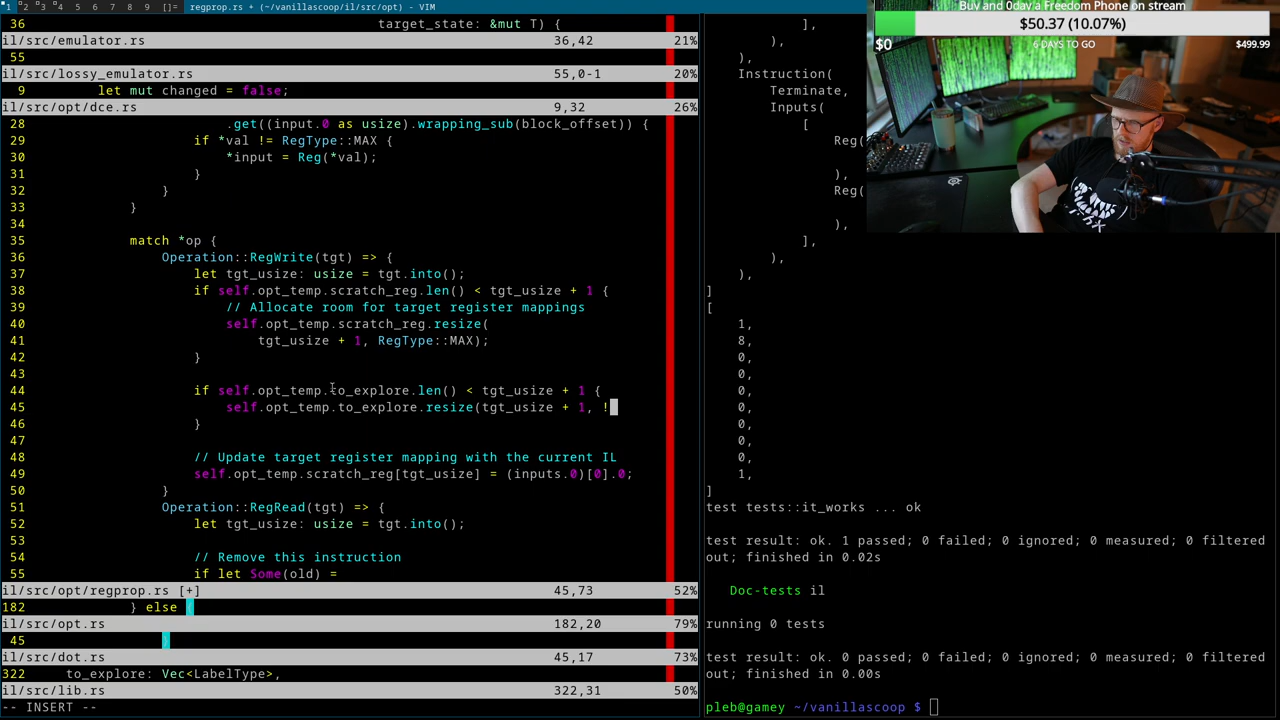 1 2 3 4 5 6 7 8 9 []= regprop.rs + (~/vanillascoop/il/src/opt) - VIM
36 target_state: &mut T) {
il/src/emulator.rs 36,42 21%
55
il/src/lossy_emulator.rs 55,0-1 20%
9 let mut changed = false;
il/src/opt/dce.rs 9,32 26%
28 .get((input.0 as usize).wrapping_sub(block_offset)) {
29 if *val != RegType::MAX {
30 *input = Reg(*val);
31 }
32 }
33 }
34
35 match *op {
36 Operation::RegWrite(tgt) => {
37 let tgt_usize: usize = tgt.into();
38 if self.opt_temp.scratch_reg.len() < tgt_usize + 1 {
39 // Allocate room for target register mappings
40 self.opt_temp.scratch_reg.resize(
41 tgt_usize + 1, RegType::MAX);
42 }
43
44 if self.opt_temp.to_explore.len() < tgt_usize + 1 {
45 self.opt_temp.to_explore.resize(tgt_usize + 1, !
46 }
47
48 // Update target register mapping with the current IL
49 self.opt_temp.scratch_reg[tgt_usize] = (inputs.0)[0].0;
50 }
51 Operation::RegRead(tgt) => {
52 let tgt_usize: usize = tgt.into();
53
54 // Remove this instruction
55 if let Some(old) =
il/src/opt/regprop.rs [+] 45,73 52%
182 } else {
il/src/opt.rs 182,20 79%
45 }
il/src/dot.rs 45,17 73%
322 to_explore: Vec<LabelType>,
il/src/lib.rs 322,31 50%
-- INSERT --
],
),
),
Instruction(
Terminate,
Inputs(
[
Reg(
),
Reg(
),
],
),
),
]
[
1,
8,
0,
0,
0,
0,
0,
0,
0,
1,
]
test tests::it_works ... ok
test result: ok. 1 passed; 0 failed; 0 ignored; 0 measured; 0 filtered
out; finished in 0.02s
Doc-tests il
running 0 tests
test result: ok. 0 passed; 0 failed; 0 ignored; 0 measured; 0 filtered
out; finished in 0.00s
pleb@gamey ~/vanillascoop $
Buy and 0day a Freedom Phone on stream
$50.37 (10.07%)
$0 6 DAYS TO GO $499.99